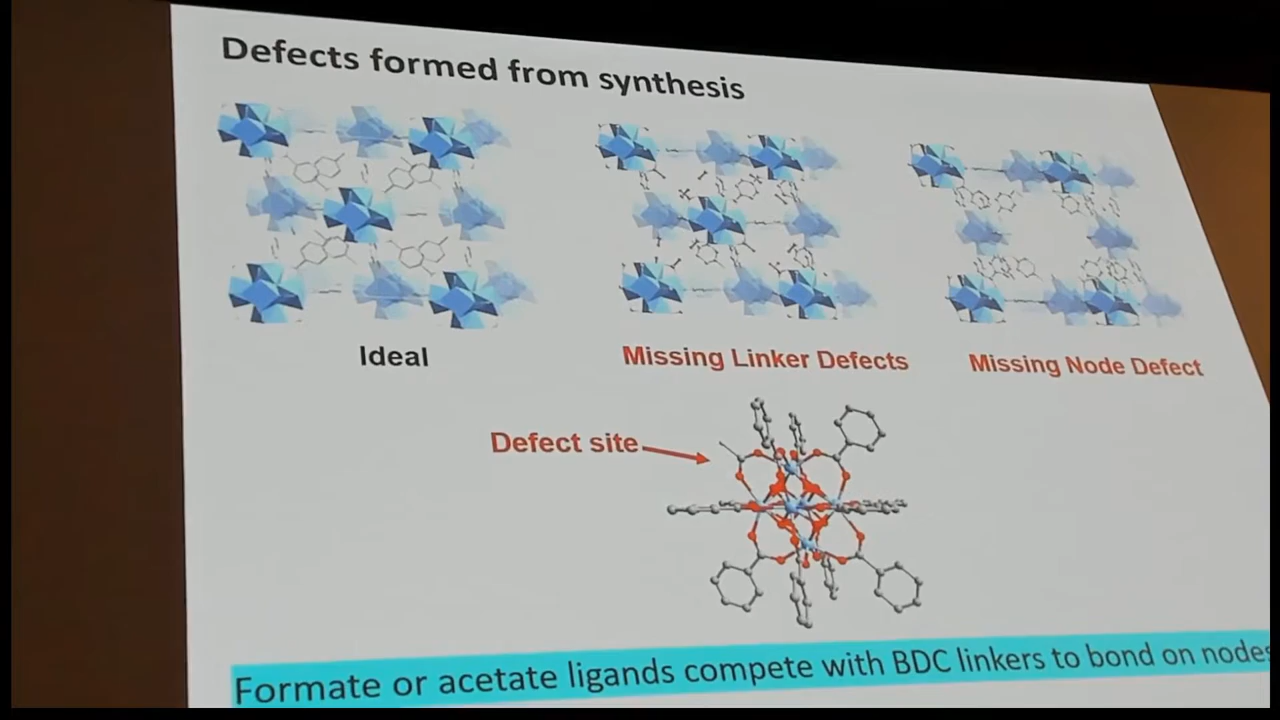 Defects formed from synthesis
Ideal
Missing Linker Defects
Missing Node Defect
Defect site
Formate or acetate ligands compete with BDC linkers to bond on nodes